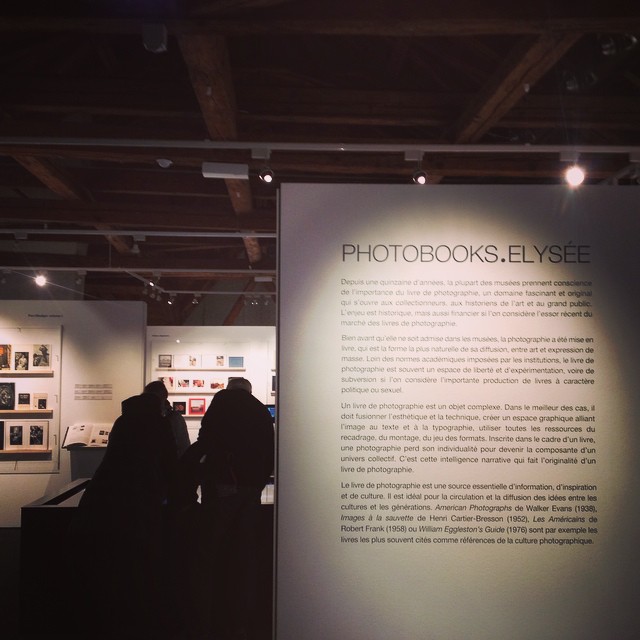 PHOTOBOOKS.ELYSÉE
Depuis une quinzaine d'années, la plupart des musées prennent conscience
de l'importance du livre de photographie, un domaine fascinant et original
qui s'ouvre aux collectionneurs, aux historiens de l'art et au grand public.
L'enjeu est historique, mais aussi financier si l'on considère l'essor récent du
marché des livres de photographie.
Bien avant qu'elle ne soit admise dans les musées, la photographie a été mise en
livre, qui est la forme la plus naturelle de sa diffusion, entre art et expression de
masse. Loin des normes académiques imposées par les institutions, le livre de
photographie est souvent un espace de liberté et d'expérimentation, voire de
subversion si l'on considère l'importante production de livres à caractère
politique ou sexuel.
Un livre de photographie est un objet complexe. Dans le meilleur des cas, il
doit fusionner l'esthétique et la technique, créer un espace graphique alliant
l'image au texte et à la typographie, utiliser toutes les ressources du
recadrage, du montage, du jeu des formats. Inscrite dans le cadre d'un livre,
une photographie perd son individualité pour devenir la composante d'un
univers collectif. C'est cette intelligence narrative qui fait l'originalité d'un
livre de photographie.
Le livre de photographie est une source essentielle d'information, d'inspiration
et de culture. Il est idéal pour la circulation et la diffusion des idées entre les
cultures et les générations. American Photographs de Walker Evans (1938),
Images à la sauvette de Henri Cartier-Bresson (1952), Les Américains de
Robert Frank (1958) ou William Eggleston's Guide (1976) sont par exemple les
livres les plus souvent cités comme références de la culture photographique.